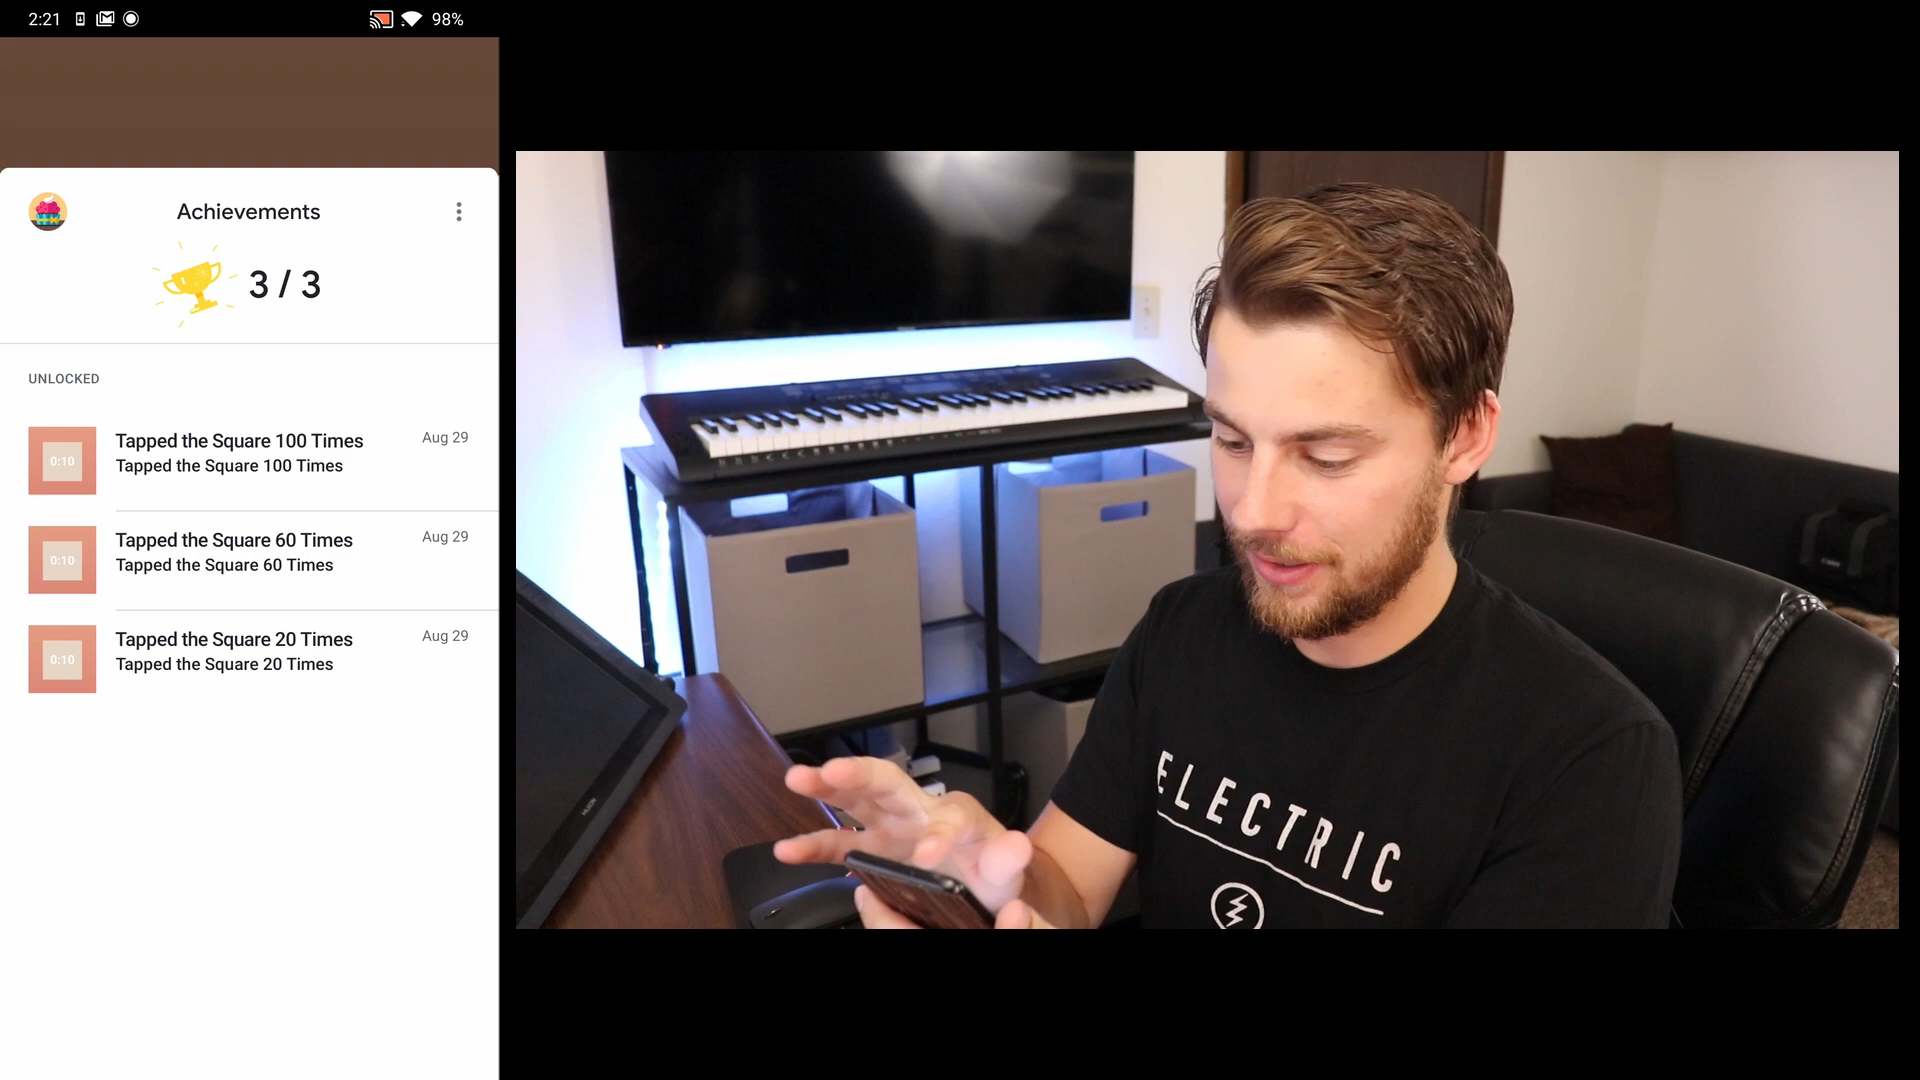 2:21
98%
Achievements
3 / 3
UNLOCKED
0:10
Tapped the Square 100 Times
Aug 29
Tapped the Square 100 Times
0:10
Tapped the Square 60 Times
Aug 29
Tapped the Square 60 Times
0:10
Tapped the Square 20 Times
Aug 29
Tapped the Square 20 Times
HUION
ELECTRIC